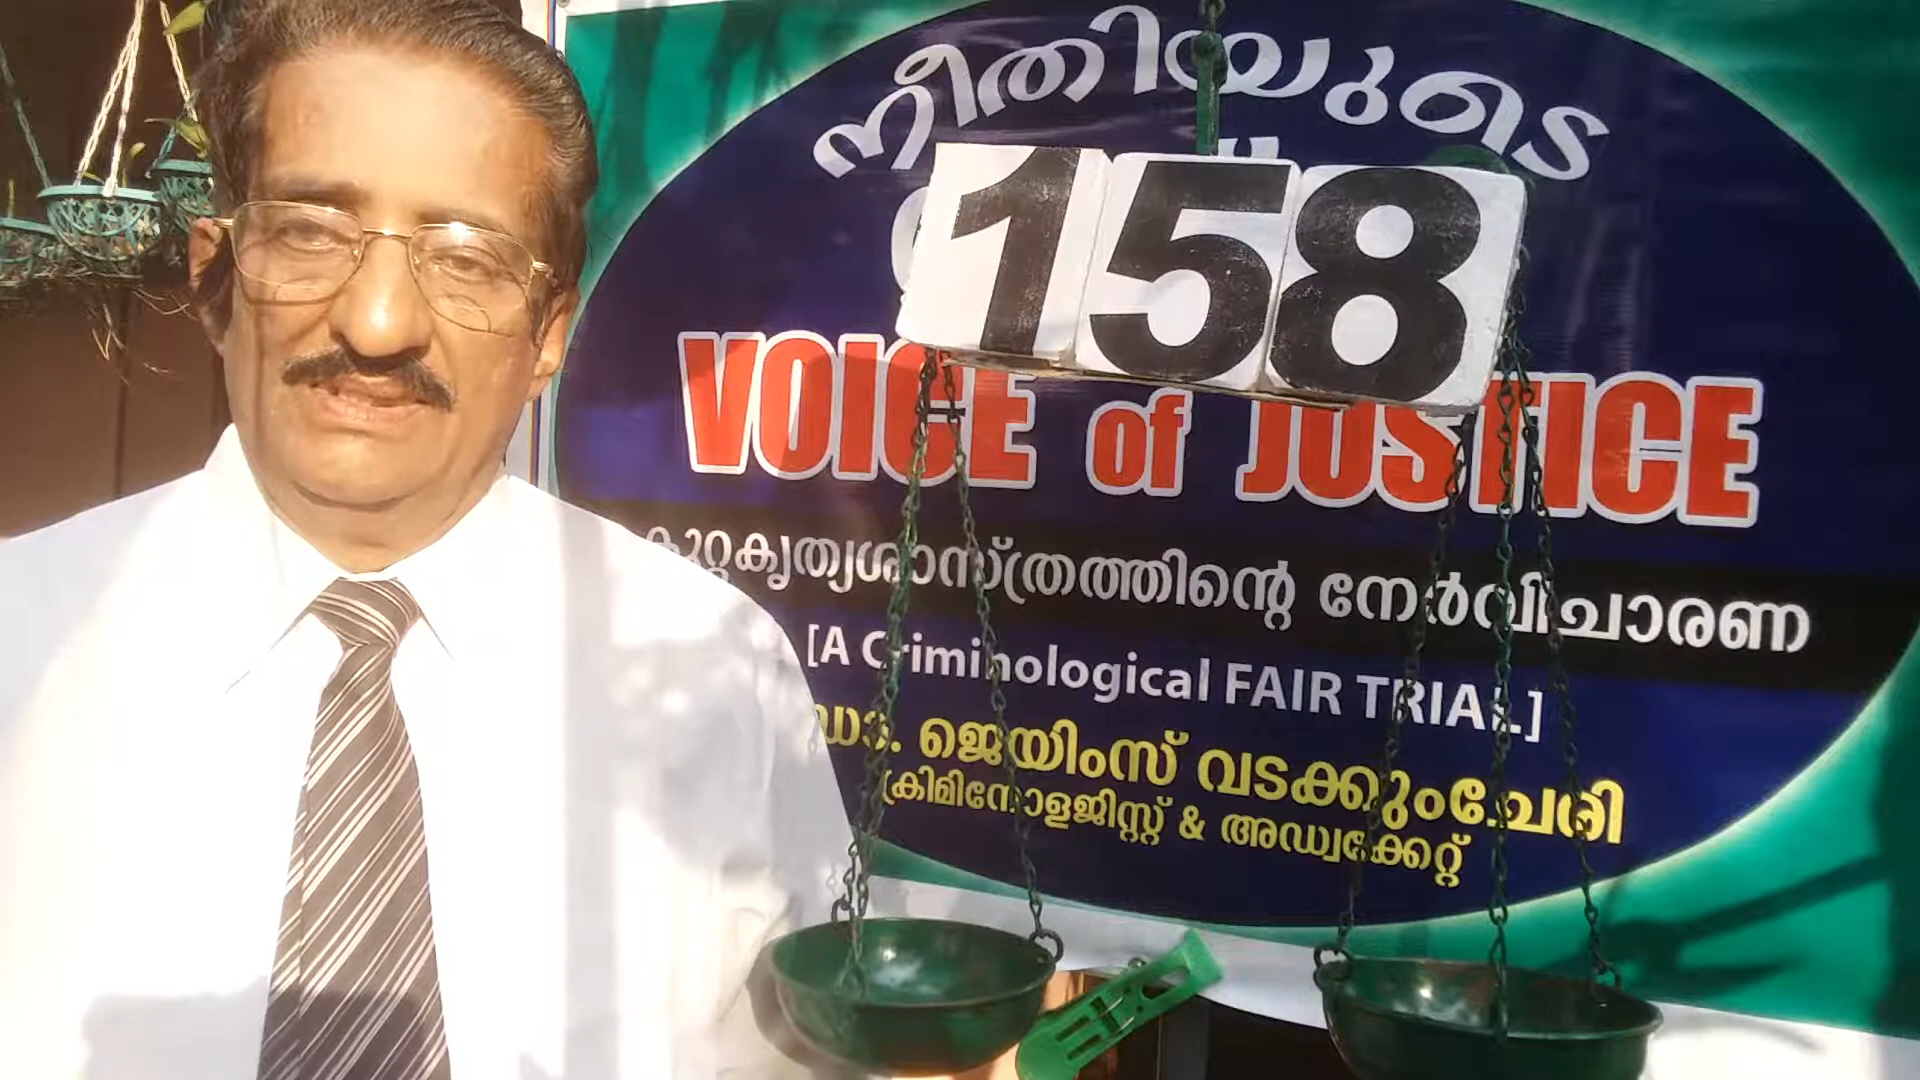 നീതിയുടെ
158
VOICE of JUSTICE
കുറ്റകൃത്യശാസ്ത്രത്തിന്റെ നേർവിചാരണ
[A Criminological FAIR TRIAL]
ഡാ. ജെയിംസ് വടക്കുംചേരി
ക്രിമിനോളജിസ്റ്റ് & അഡ്വക്കേറ്റ്